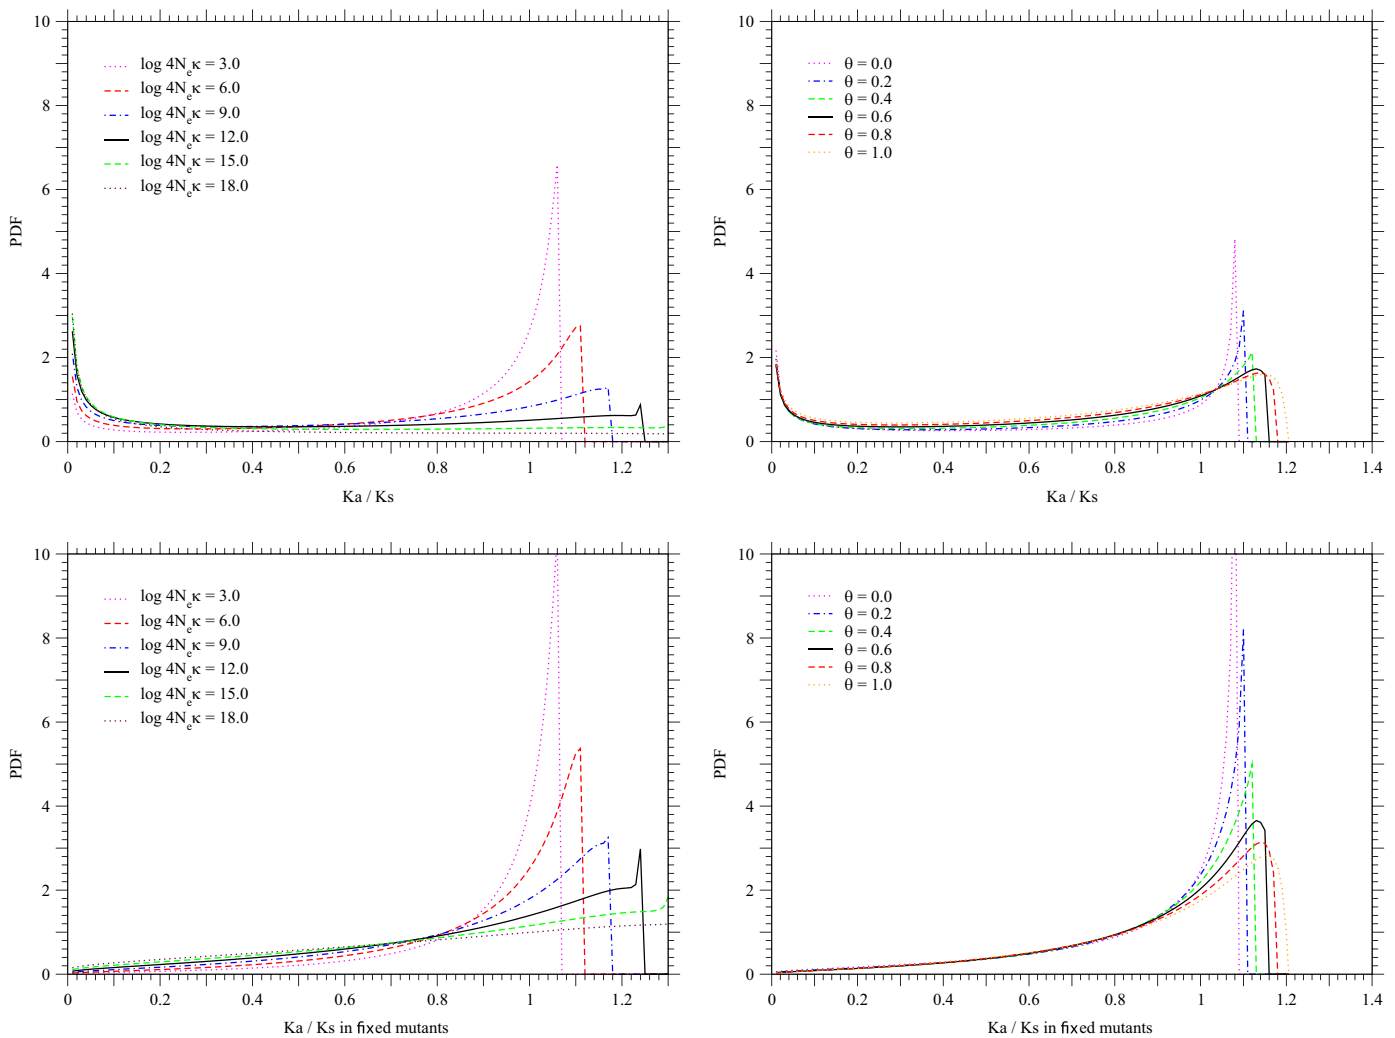 10
8
6
4
2
0
PDF
log 4Neκ = 3.0
log 4Neκ = 6.0
log 4Neκ = 9.0
log 4Neκ = 12.0
log 4Neκ = 15.0
log 4Neκ = 18.0
0 0.2 0.4 0.6 0.8 1 1.2
Ka / Ks
10
8
6
4
2
0
PDF
θ = 0.0
θ = 0.2
θ = 0.4
θ = 0.6
θ = 0.8
θ = 1.0
0 0.2 0.4 0.6 0.8 1 1.2 1.4
Ka / Ks
10
8
6
4
2
0
PDF
log 4Neκ = 3.0
log 4Neκ = 6.0
log 4Neκ = 9.0
log 4Neκ = 12.0
log 4Neκ = 15.0
log 4Neκ = 18.0
0 0.2 0.4 0.6 0.8 1 1.2
Ka / Ks in fixed mutants
10
8
6
4
2
0
PDF
θ = 0.0
θ = 0.2
θ = 0.4
θ = 0.6
θ = 0.8
θ = 1.0
0 0.2 0.4 0.6 0.8 1 1.2 1.4
Ka / Ks in fixed mutants